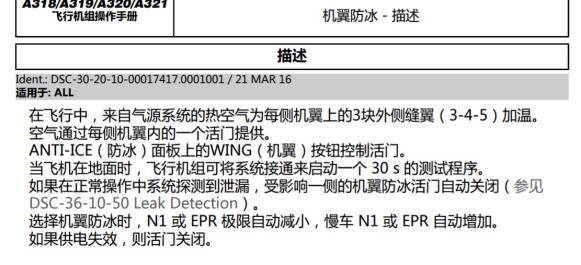 A318/A319/A320/A321
飞行机组操作手册
机翼防冰 - 描述
描述
Ident.: DSC-30-20-10-00017417.0001001 / 21 MAR 16
适用于: ALL
在飞行中，来自气源系统的热空气为每侧机翼上的3块外侧缝翼（3-4-5）加温。
空气通过每侧机翼内的一个活门提供。
ANTI-ICE（防冰）面板上的WING（机翼）按钮控制活门。
当飞机在地面时，飞行机组可将系统接通来启动一个 30 s 的测试程序。
如果在正常操作中系统探测到泄漏，受影响一侧的机翼防冰活门自动关闭（参见
DSC-36-10-50 Leak Detection）。
选择机翼防冰时，N1 或 EPR 极限自动减小，慢车 N1 或 EPR 自动增加。
如果供电失效，则活门关闭。